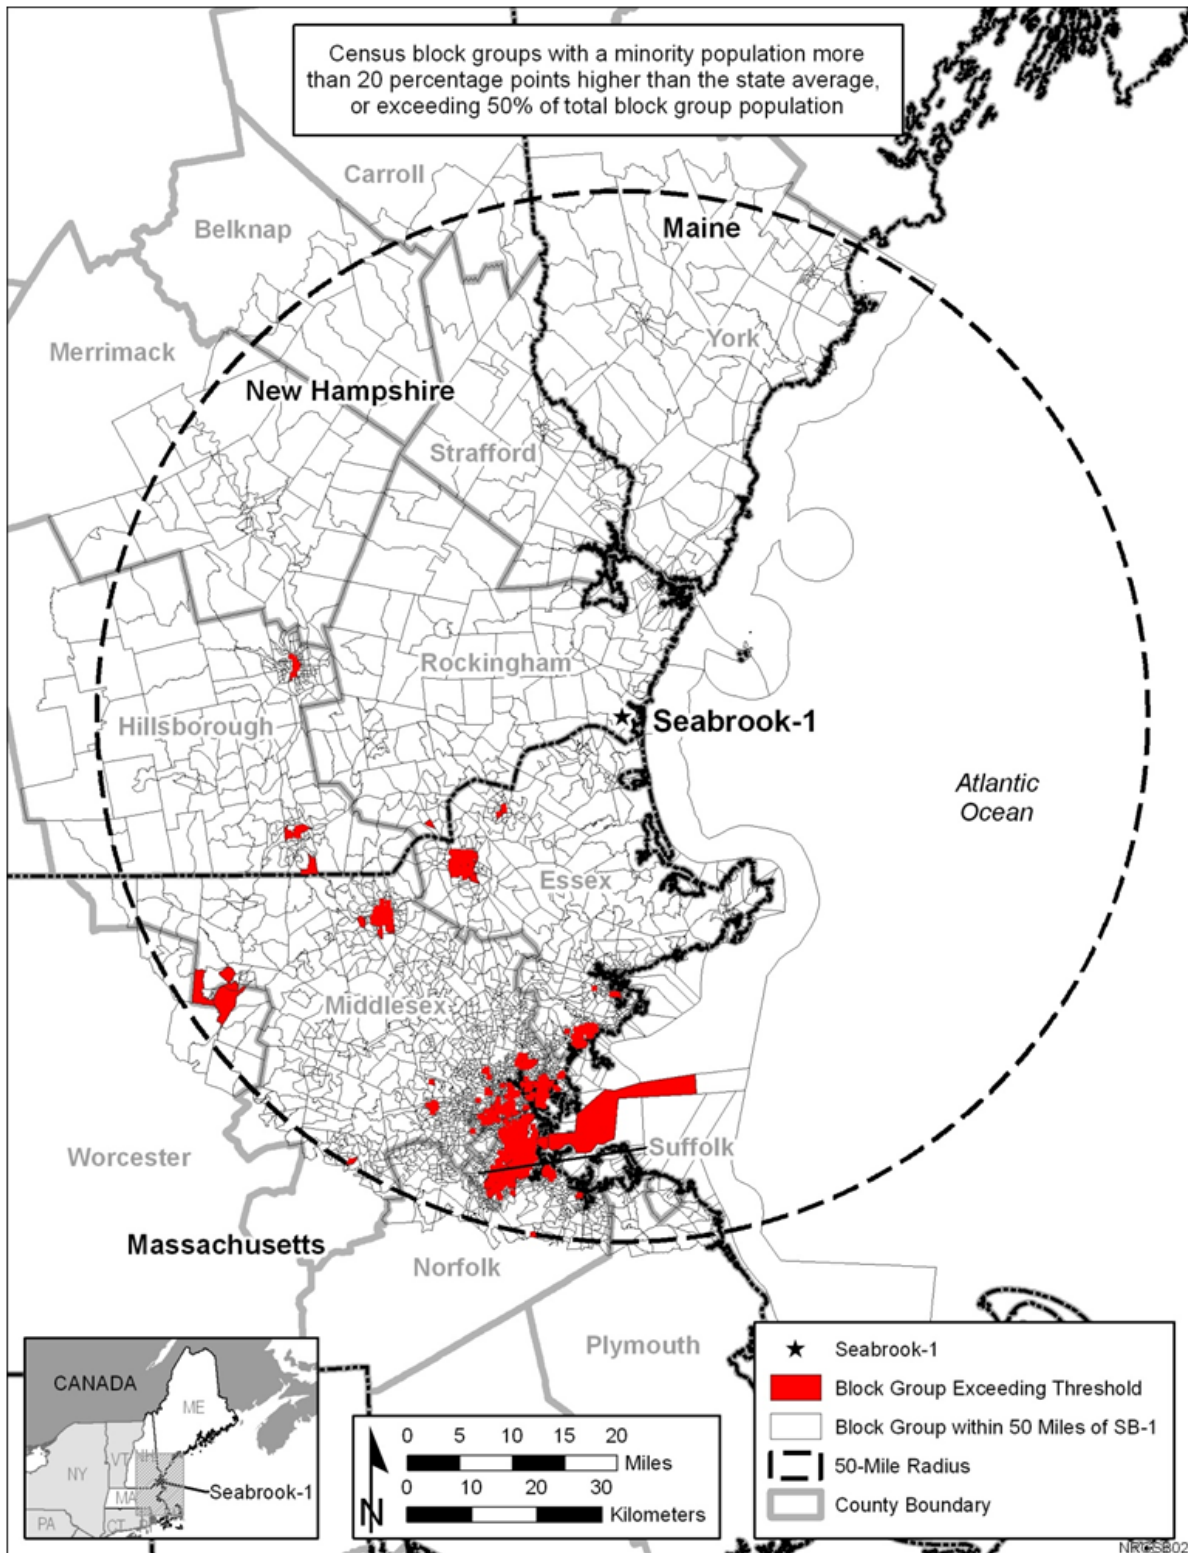 Census block groups with a minority population more
than 20 percentage points higher than the state average,
or exceeding 50% of total block group population
Carroll
Belknap
Maine
Merrimack
York
New Hampshire
Strafford
Rockingham
Hillsborough
Seabrook-1
Atlantic
Ocean
Essex
Middlesex
Suffolk
Worcester
Massachusetts
Norfolk
Plymouth
CANADA
ME
VT
NH
NY
MA
PA
CT
Seabrook-1
0 5 10 15 20
Miles
0 10 20 30
Kilometers
N
Seabrook-1
Block Group Exceeding Threshold
Block Group within 50 Miles of SB-1
50-Mile Radius
County Boundary
NRCSB02